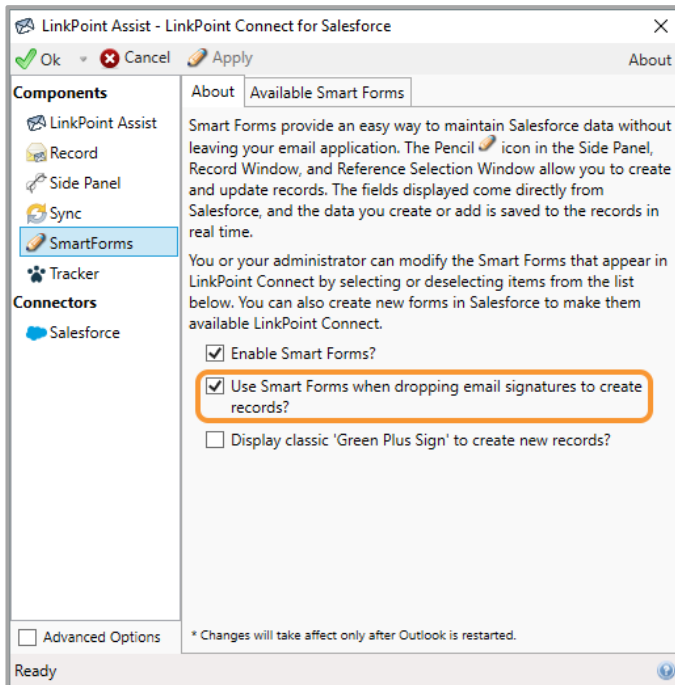 LinkPoint Assist - LinkPoint Connect for Salesforce
Ok Cancel Apply About
Components
LinkPoint Assist
Record
Side Panel
Sync
SmartForms
Tracker
Connectors
Salesforce
About Available Smart Forms
Smart Forms provide an easy way to maintain Salesforce data without
leaving your email application. The Pencil icon in the Side Panel,
Record Window, and Reference Selection Window allow you to create
and update records. The fields displayed come directly from
Salesforce, and the data you create or add is saved to the records in
real time.
You or your administrator can modify the Smart Forms that appear in
LinkPoint Connect by selecting or deselecting items from the list
below. You can also create new forms in Salesforce to make them
available LinkPoint Connect.
Enable Smart Forms?
Use Smart Forms when dropping email signatures to create
records?
Display classic 'Green Plus Sign' to create new records?
Advanced Options
* Changes will take affect only after Outlook is restarted.
Ready